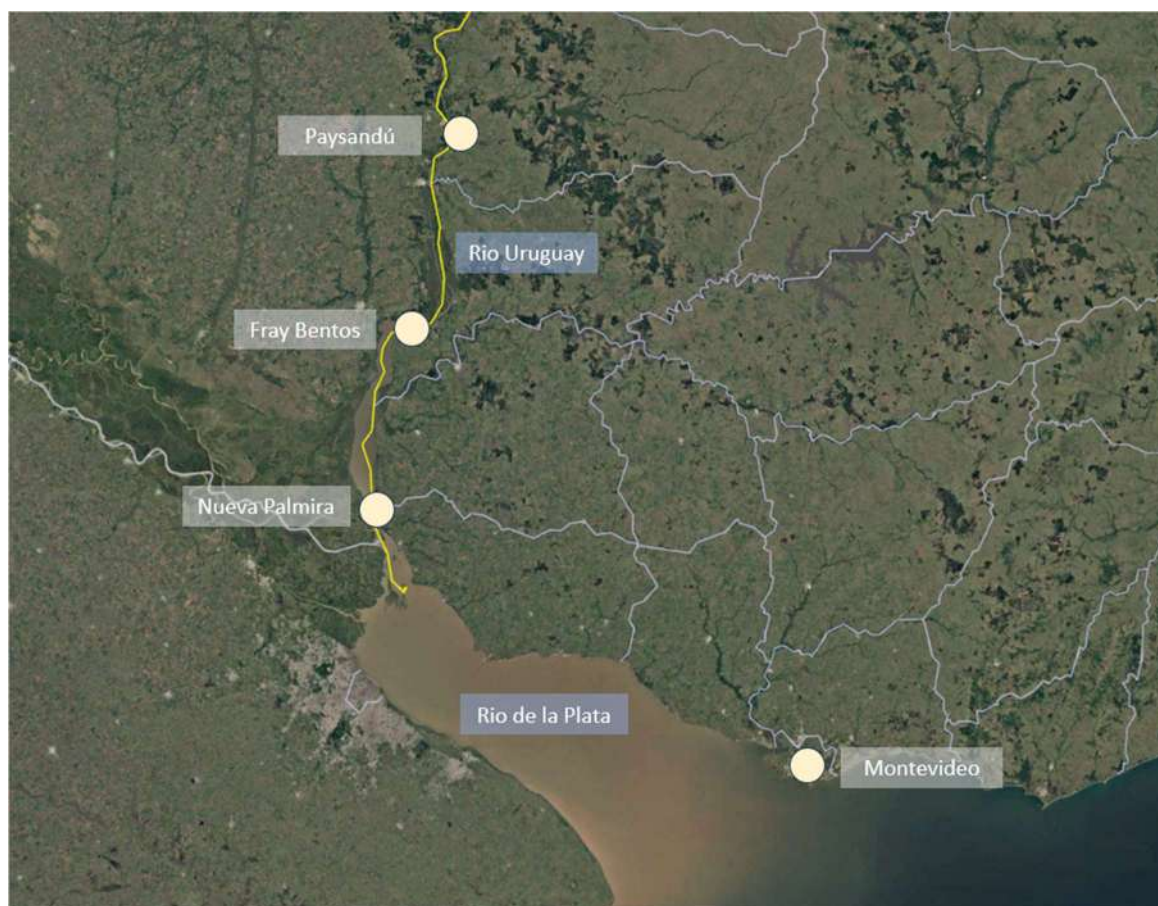 Paysandú
Rio Uruguay
Fray Bentos
Nueva Palmira
Rio de la Plata
Montevideo